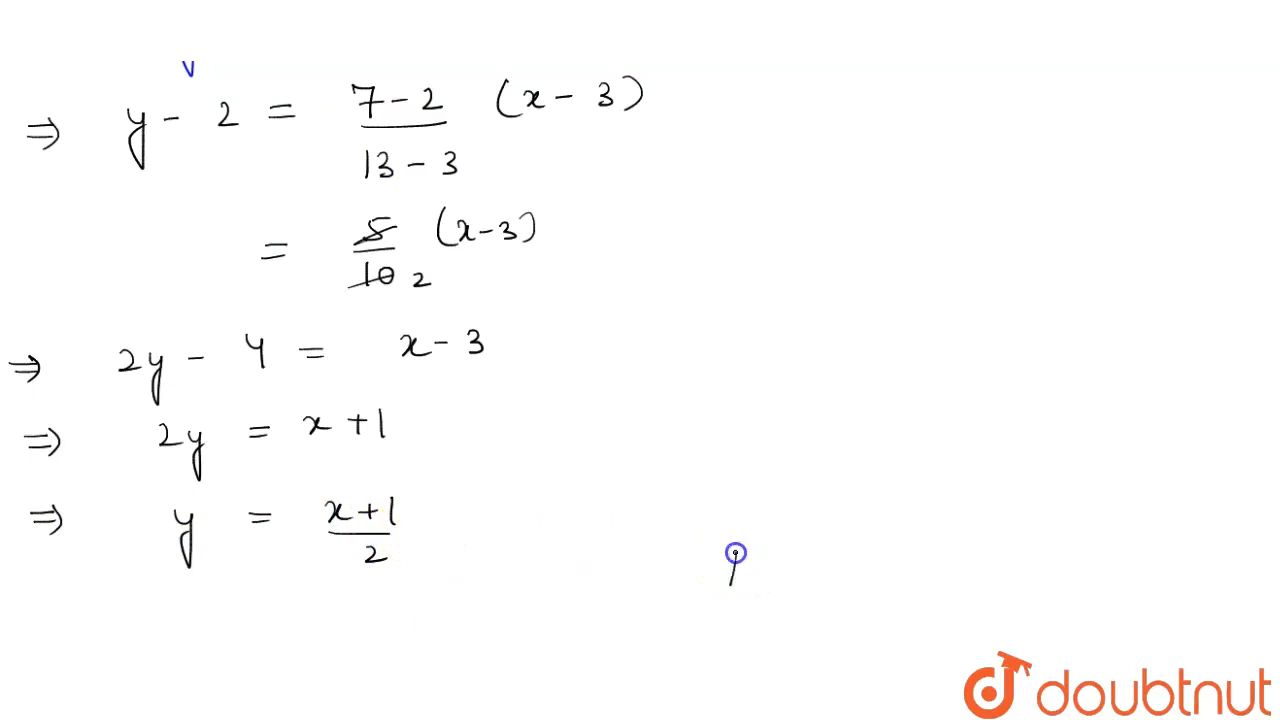 ⇒ y - 2 = 7 - 2 / 13 - 3 (x - 3)
= 5 / 10 2 (x - 3)
⇒ 2y - 4 = x - 3
⇒ 2y = x + 1
⇒ y = x + 1 / 2
doubtnut